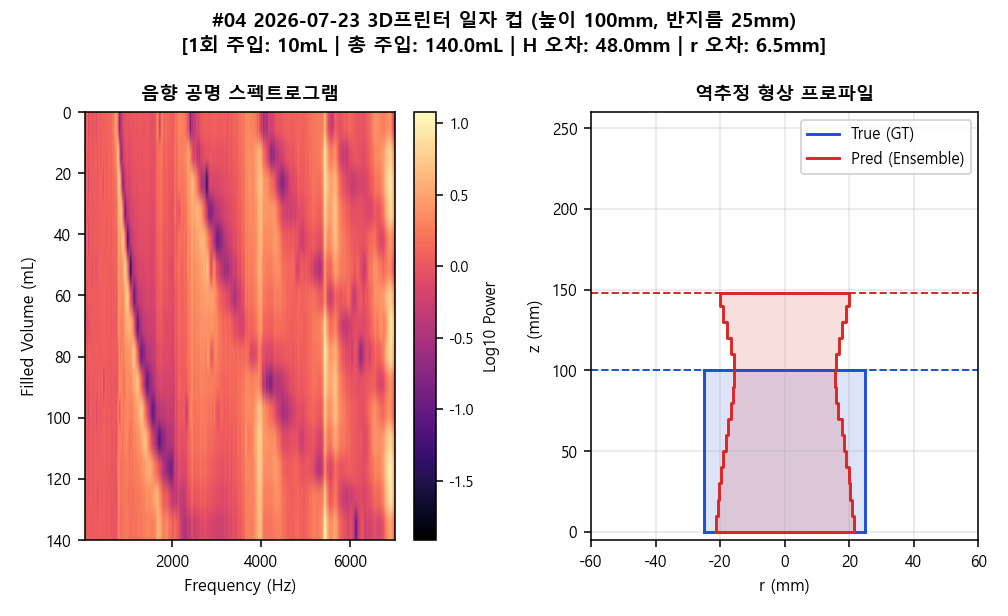 #04 2026-07-23 3D프린터 일자 컵 (높이 100mm, 반지름 25mm)
[1회 주입: 10mL | 총 주입: 140.0mL | H 오차: 48.0mm | r 오차: 6.5mm]
음향 공명 스펙트로그램
0
20
40
60
80
100
120
140
Filled Volume (mL)
2000
4000
6000
Frequency (Hz)
1.0
0.5
0.0
-0.5
-1.0
-1.5
Log10 Power
역추정 형상 프로파일
True (GT)
Pred (Ensemble)
250
200
150
100
50
0
z (mm)
-60
-40
-20
0
20
40
60
r (mm)